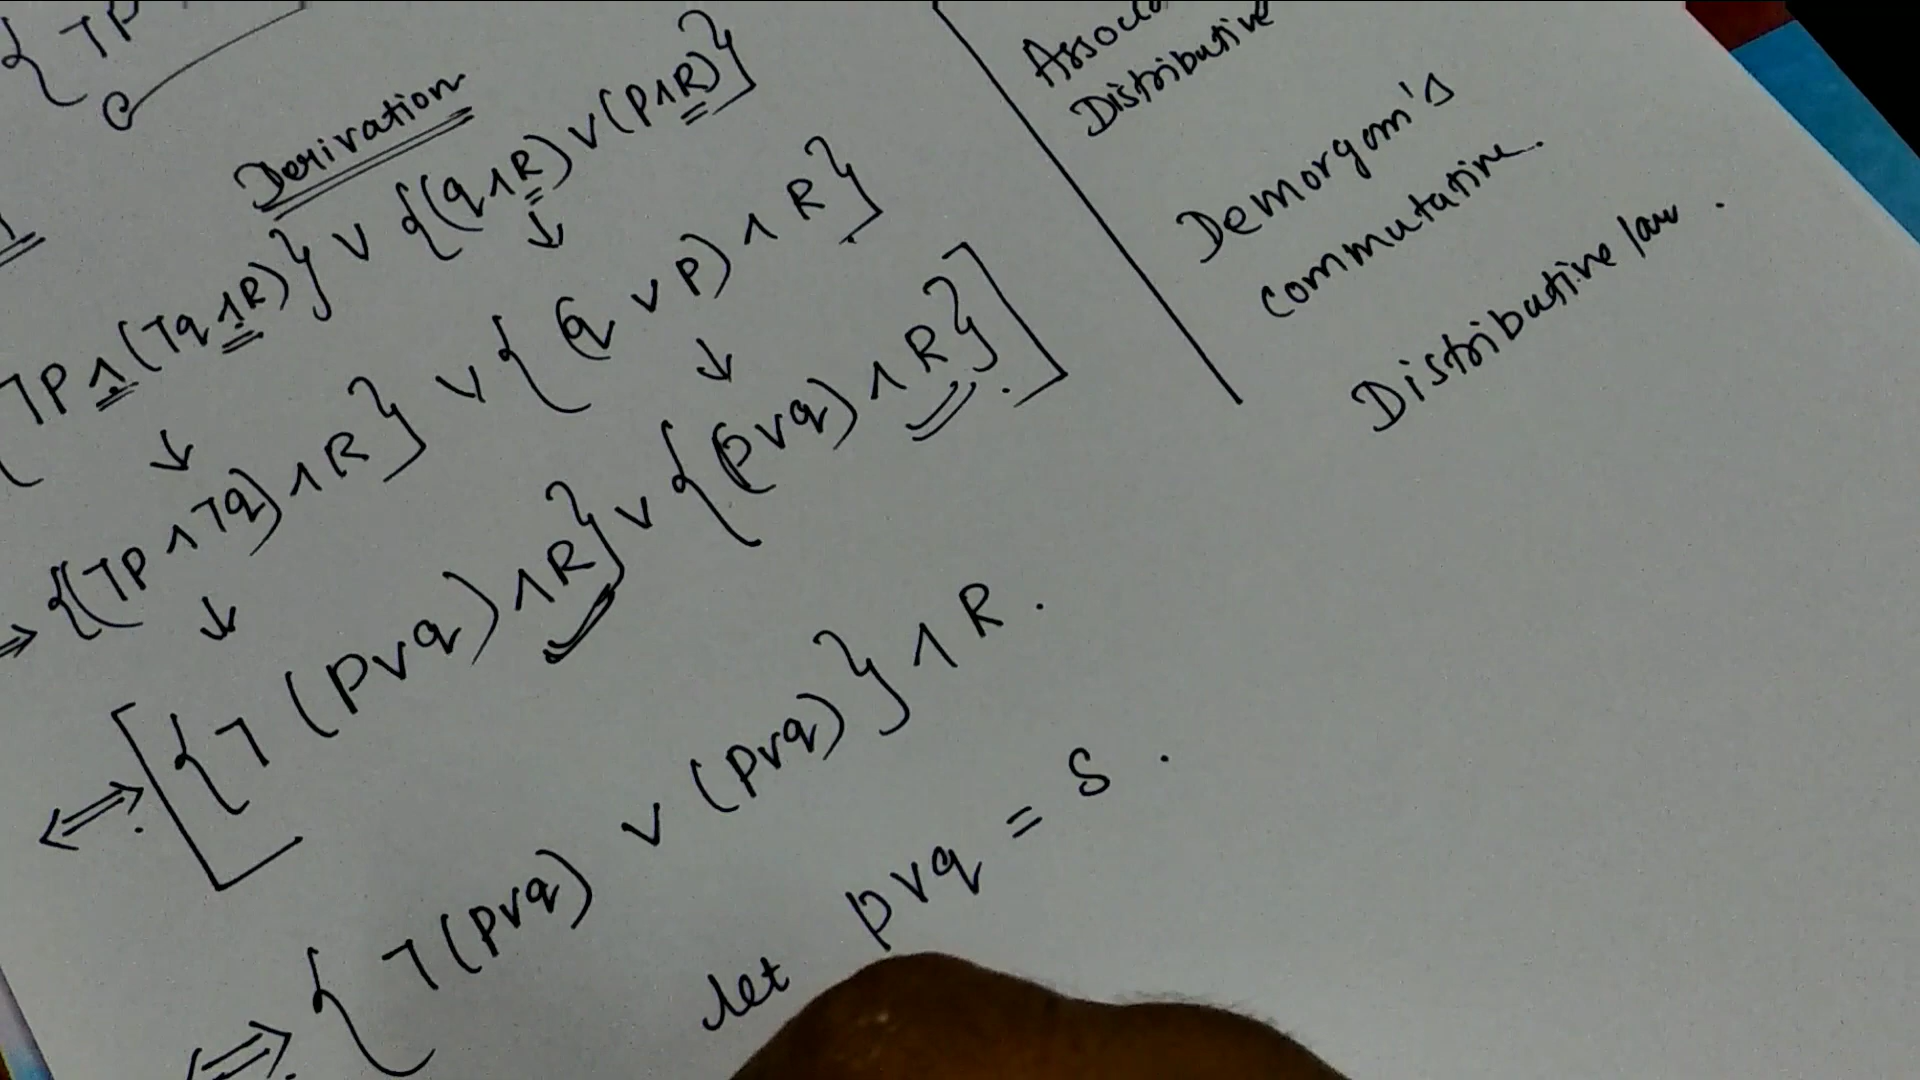 { ¬P
Derivation
¬P ∧ (¬q ∧ R)} ∨ {(q ∧ R) ∨ (P ∧ R)}]
Distributive
⇒ {(¬P ∧ ¬q) ∧ R} ∨ {(q ∨ P) ∧ R}]
⇔ [{¬ (P ∨ q) ∧ R} ∨ {(P ∨ q) ∧ R}]
Demorgan's
Commutative.
⇔ { ¬(P ∨ q) ∨ (P ∨ q)} ∧ R.
Distributive law.
let P ∨ q = S.